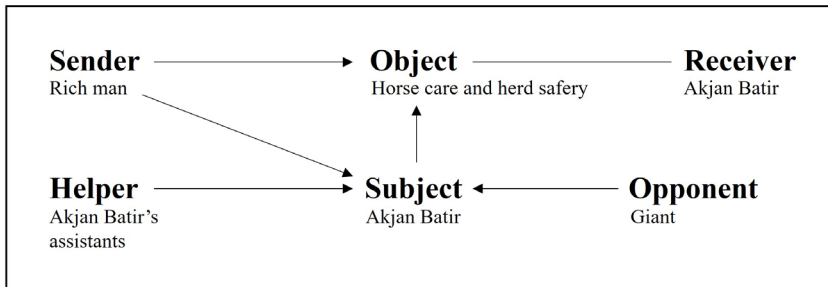 Sender
Rich man
Object
Horse care and herd safery
Receiver
Akjan Batir
Helper
Akjan Batir’s
assistants
Subject
Akjan Batir
Opponent
Giant